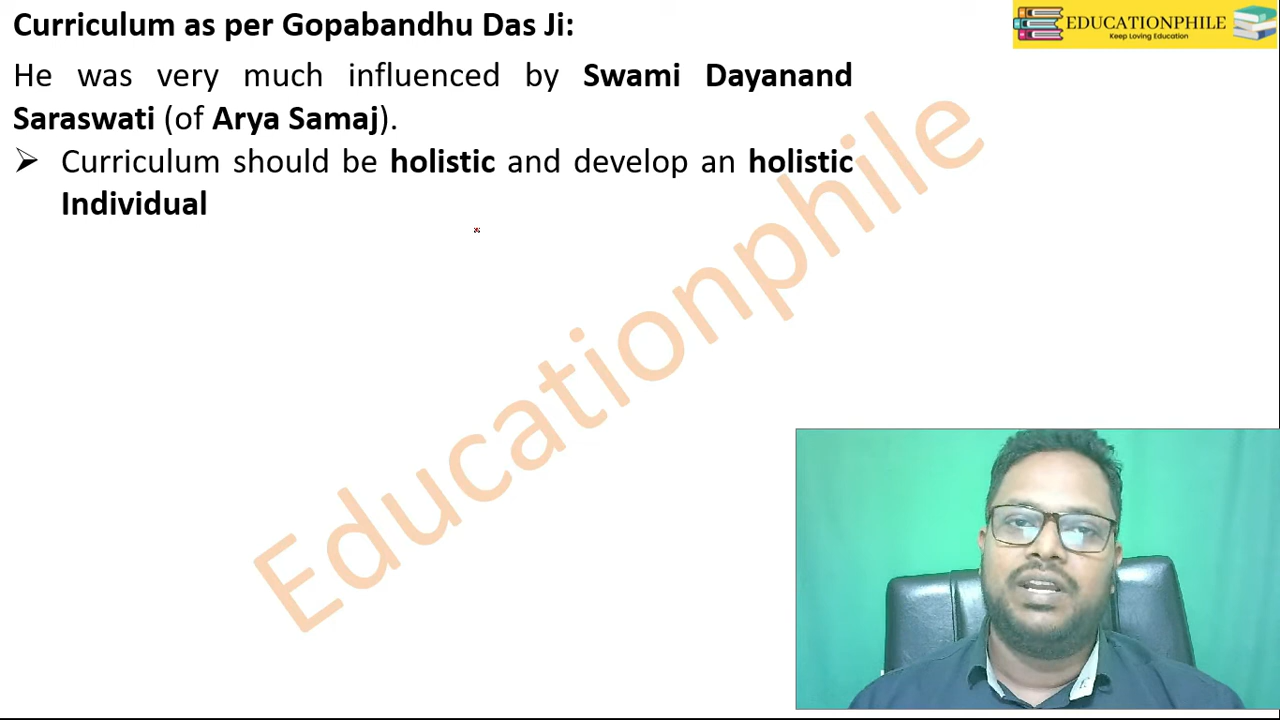 Curriculum as per Gopabandhu Das Ji:
EDUCATIONPHILE
Keep Loving Education
He was very much influenced by Swami Dayanand
Saraswati (of Arya Samaj).
➢ Curriculum should be holistic and develop an holistic
Individual
Educationphile